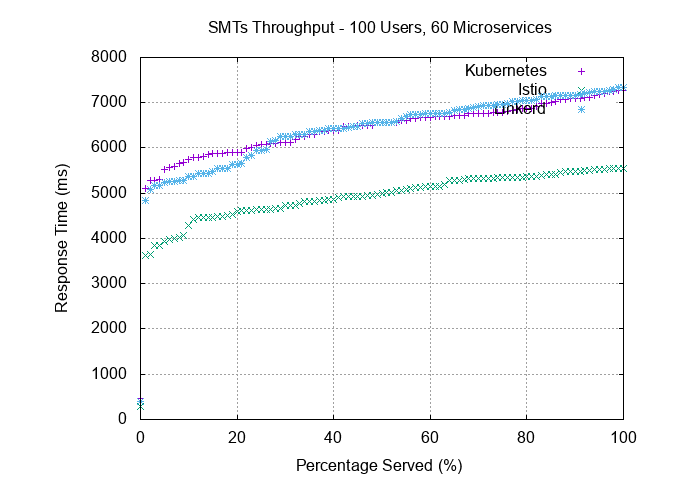 SMTs Throughput - 100 Users, 60 Microservices
8000
7000
6000
5000
4000
3000
2000
1000
0
Response Time (ms)
Kubernetes
Istio
Linkerd
0 20 40 60 80 100
Percentage Served (%)